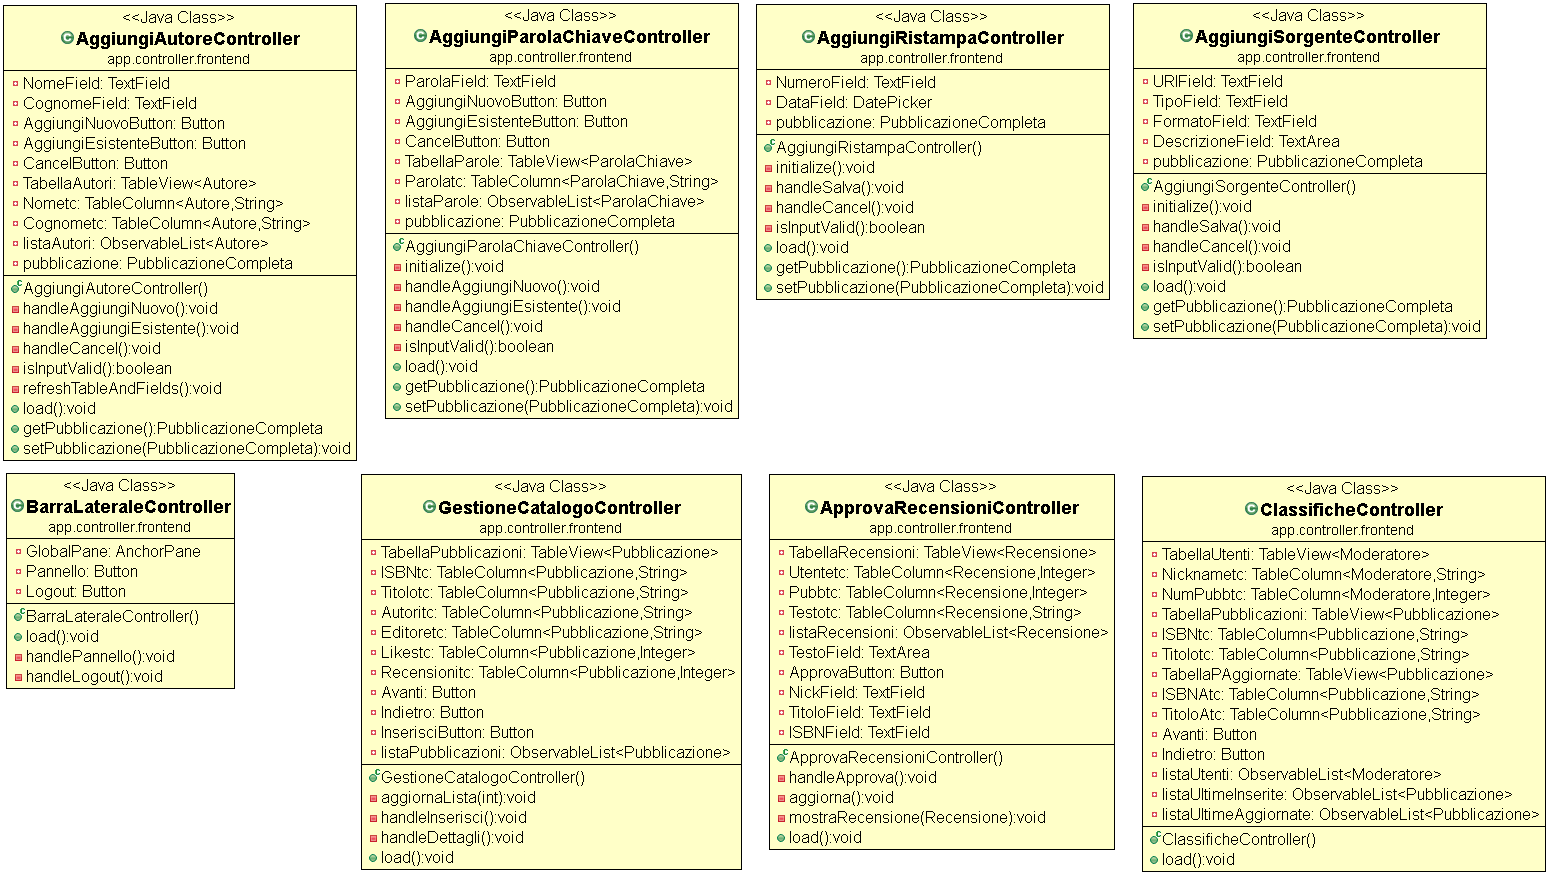 <<Java Class>>
AggiungiAutoreController
app.controller.frontend
NomeField: TextField
CognomeField: TextField
AggiungiNuovoButton: Button
AggiungiEsistenteButton: Button
CancelButton: Button
TabellaAutori: TableView<Autore>
Nometc: TableColumn<Autore,String>
Cognometc: TableColumn<Autore,String>
listaAutori: ObservableList<Autore>
pubblicazione: PubblicazioneCompleta
AggiungiAutoreController()
handleAggiungiNuovo():void
handleAggiungiEsistente():void
handleCancel():void
isInputValid():boolean
refreshTableAndFields():void
load():void
getPubblicazione():PubblicazioneCompleta
setPubblicazione(PubblicazioneCompleta):void
<<Java Class>>
AggiungiParolaChiaveController
app.controller.frontend
ParolaField: TextField
AggiungiNuovoButton: Button
AggiungiEsistenteButton: Button
CancelButton: Button
TabellaParole: TableView<ParolaChiave>
Parolatc: TableColumn<ParolaChiave,String>
listaParole: ObservableList<ParolaChiave>
pubblicazione: PubblicazioneCompleta
AggiungiParolaChiaveController()
initialize():void
handleAggiungiNuovo():void
handleAggiungiEsistente():void
handleCancel():void
isInputValid():boolean
load():void
getPubblicazione():PubblicazioneCompleta
setPubblicazione(PubblicazioneCompleta):void
<<Java Class>>
AggiungiRistampaController
app.controller.frontend
NumeroField: TextField
DataField: DatePicker
pubblicazione: PubblicazioneCompleta
AggiungiRistampaController()
initialize():void
handleSalva():void
handleCancel():void
isInputValid():boolean
load():void
getPubblicazione():PubblicazioneCompleta
setPubblicazione(PubblicazioneCompleta):void
<<Java Class>>
AggiungiSorgenteController
app.controller.frontend
URIField: TextField
TipoField: TextField
FormatoField: TextField
DescrizioneField: TextArea
pubblicazione: PubblicazioneCompleta
AggiungiSorgenteController()
initialize():void
handleSalva():void
handleCancel():void
isInputValid():boolean
load():void
getPubblicazione():PubblicazioneCompleta
setPubblicazione(PubblicazioneCompleta):void
<<Java Class>>
BarraLateraleController
app.controller.frontend
GlobalPane: AnchorPane
Pannello: Button
Logout: Button
BarraLateraleController()
load():void
handlePannello():void
handleLogout():void
<<Java Class>>
GestioneCatalogoController
app.controller.frontend
TabellaPubblicazioni: TableView<Pubblicazione>
ISBNtc: TableColumn<Pubblicazione,String>
Titolotc: TableColumn<Pubblicazione,String>
Autoritc: TableColumn<Pubblicazione,String>
Editoretc: TableColumn<Pubblicazione,String>
Likestc: TableColumn<Pubblicazione,Integer>
Recensionitc: TableColumn<Pubblicazione,Integer>
Avanti: Button
Indietro: Button
InserisciButton: Button
listaPubblicazioni: ObservableList<Pubblicazione>
GestioneCatalogoController()
aggiornaLista(int):void
handleInserisci():void
handleDettagli():void
load():void
<<Java Class>>
ApprovaRecensioniController
app.controller.frontend
TabellaRecensioni: TableView<Recensione>
Utentetc: TableColumn<Recensione,Integer>
Pubbtc: TableColumn<Recensione,Integer>
Testotc: TableColumn<Recensione,String>
listaRecensioni: ObservableList<Recensione>
TestoField: TextArea
ApprovaButton: Button
NickField: TextField
TitoloField: TextField
ISBNField: TextField
ApprovaRecensioniController()
handleApprova():void
aggiorna():void
mostraRecensione(Recensione):void
load():void
<<Java Class>>
ClassificheController
app.controller.frontend
TabellaUtenti: TableView<Moderatore>
Nicknametc: TableColumn<Moderatore,String>
NumPubbtc: TableColumn<Moderatore,Integer>
TabellaPubblicazioni: TableView<Pubblicazione>
ISBNtc: TableColumn<Pubblicazione,String>
Titolotc: TableColumn<Pubblicazione,String>
TabellaPAggiornate: TableView<Pubblicazione>
ISBNAtc: TableColumn<Pubblicazione,String>
TitoloAtc: TableColumn<Pubblicazione,String>
Avanti: Button
Indietro: Button
listaUtenti: ObservableList<Moderatore>
listaUltimeInserite: ObservableList<Pubblicazione>
listaUltimeAggiornate: ObservableList<Pubblicazione>
ClassificheController()
load():void